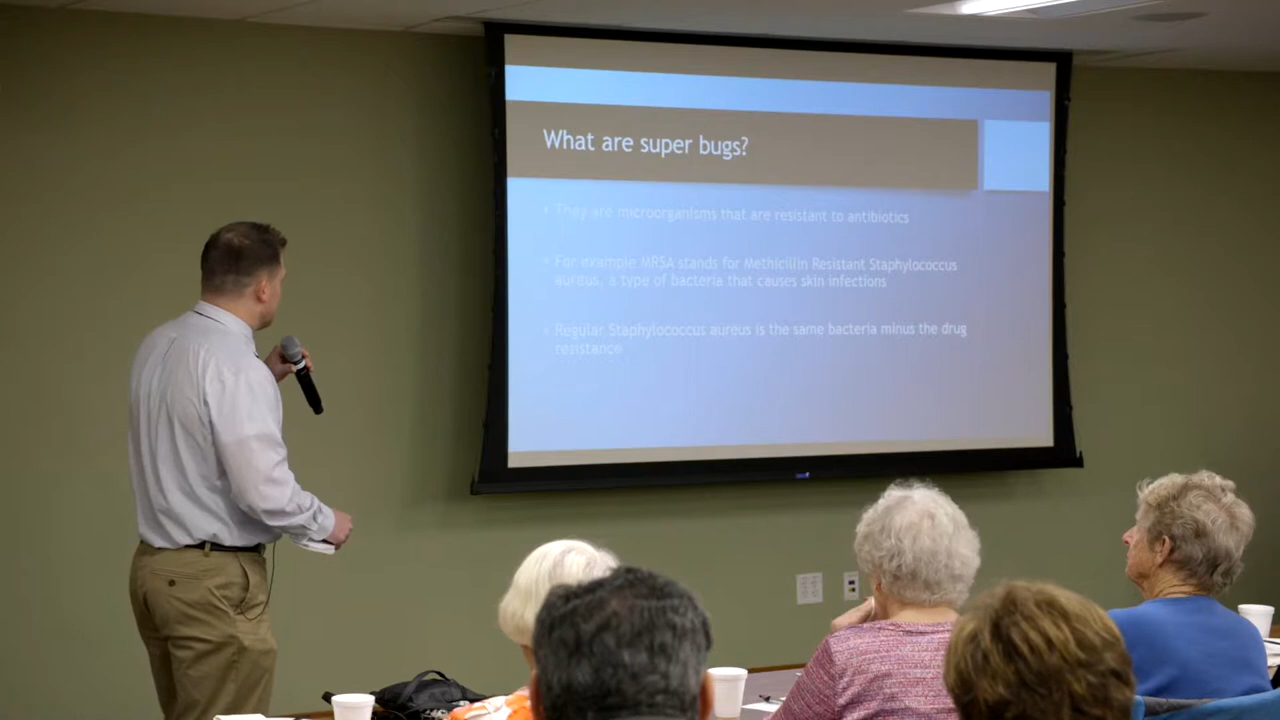 What are super bugs?
• They are microorganisms that are resistant to antibiotics
• For example MRSA stands for Methicillin Resistant Staphylococcus
aureus, a type of bacteria that causes skin infections
• Regular Staphylococcus aureus is the same bacteria minus the drug
resistance